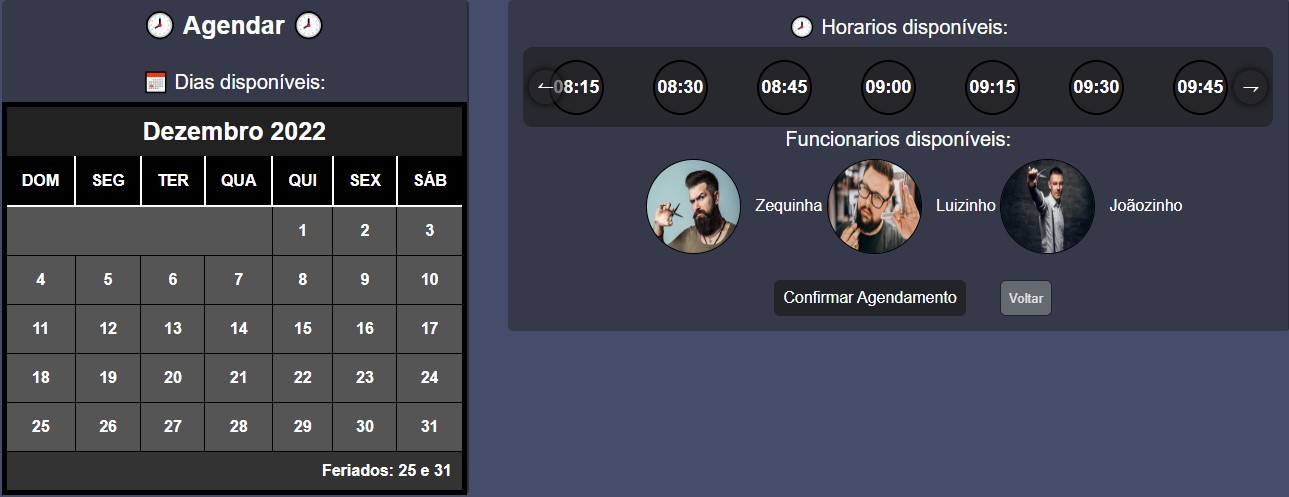 Agendar
Dias disponíveis:
Dezembro 2022
DOM SEG TER QUA QUI SEX SÁB
1 2 3
4 5 6 7 8 9 10
11 12 13 14 15 16 17
18 19 20 21 22 23 24
25 26 27 28 29 30 31
Feriados: 25 e 31
Horarios disponíveis:
← 08:15 08:30 08:45 09:00 09:15 09:30 09:45 →
Funcionarios disponíveis:
Zequinha Luizinho Joãozinho
Confirmar Agendamento Voltar